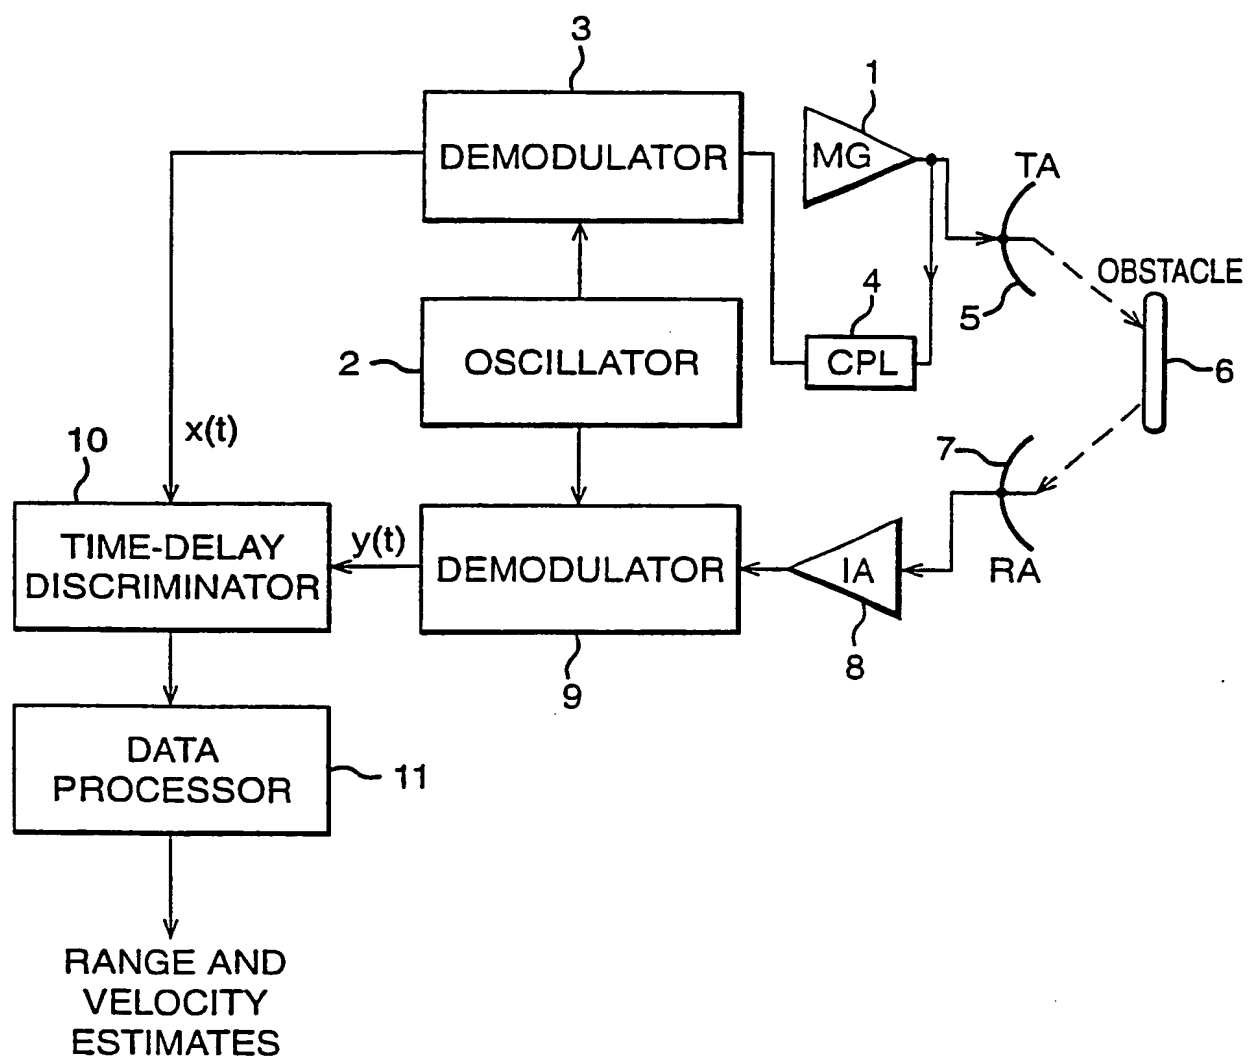 3
1
DEMODULATOR
MG
TA
OBSTACLE
4
5
2
OSCILLATOR
CPL
6
x(t)
10
7
TIME-DELAY
DISCRIMINATOR
y(t)
DEMODULATOR
IA
RA
8
9
DATA
PROCESSOR
11
RANGE AND
VELOCITY
ESTIMATES